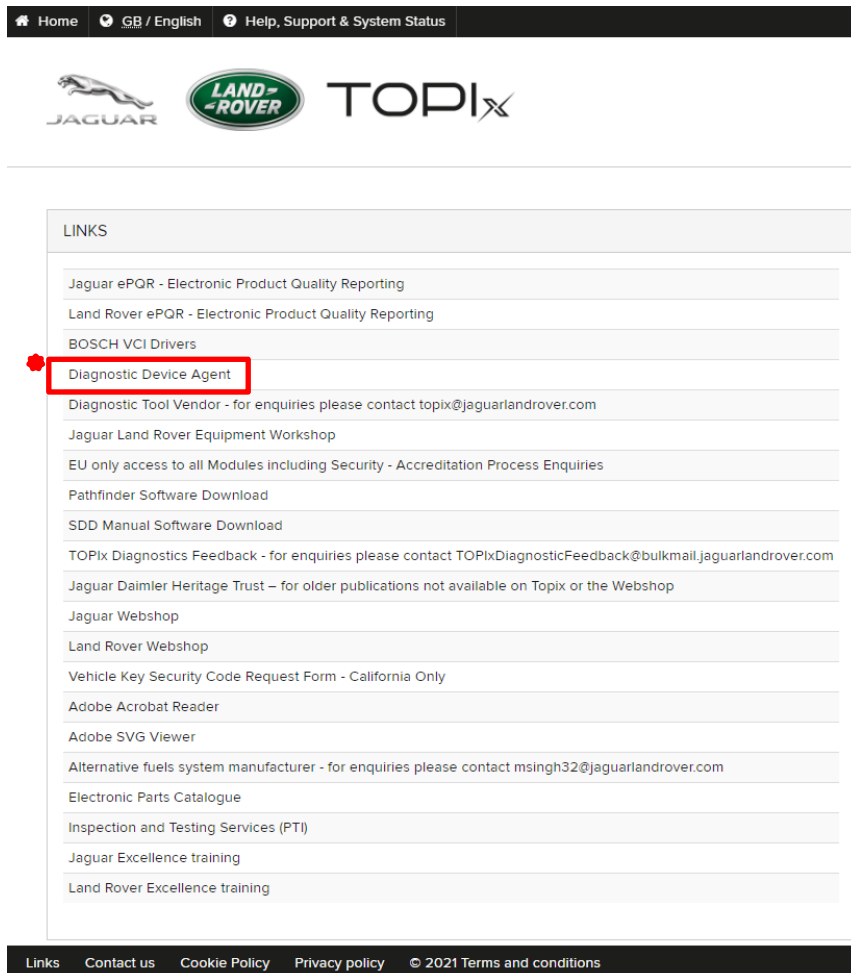 Home GB / English Help, Support & System Status
JAGUAR LAND-ROVER TOPIx
LINKS
Jaguar ePQR - Electronic Product Quality Reporting
Land Rover ePQR - Electronic Product Quality Reporting
BOSCH VCI Drivers
Diagnostic Device Agent
Diagnostic Tool Vendor - for enquiries please contact topix@jaguarlandrover.com
Jaguar Land Rover Equipment Workshop
EU only access to all Modules including Security - Accreditation Process Enquiries
Pathfinder Software Download
SDD Manual Software Download
TOPIx Diagnostics Feedback - for enquiries please contact TOPIxDiagnosticFeedback@bulkmail.jaguarlandrover.com
Jaguar Daimler Heritage Trust – for older publications not available on Topix or the Webshop
Jaguar Webshop
Land Rover Webshop
Vehicle Key Security Code Request Form - California Only
Adobe Acrobat Reader
Adobe SVG Viewer
Alternative fuels system manufacturer - for enquiries please contact msingh32@jaguarlandrover.com
Electronic Parts Catalogue
Inspection and Testing Services (PTI)
Jaguar Excellence training
Land Rover Excellence training
Links Contact us Cookie Policy Privacy policy © 2021 Terms and conditions